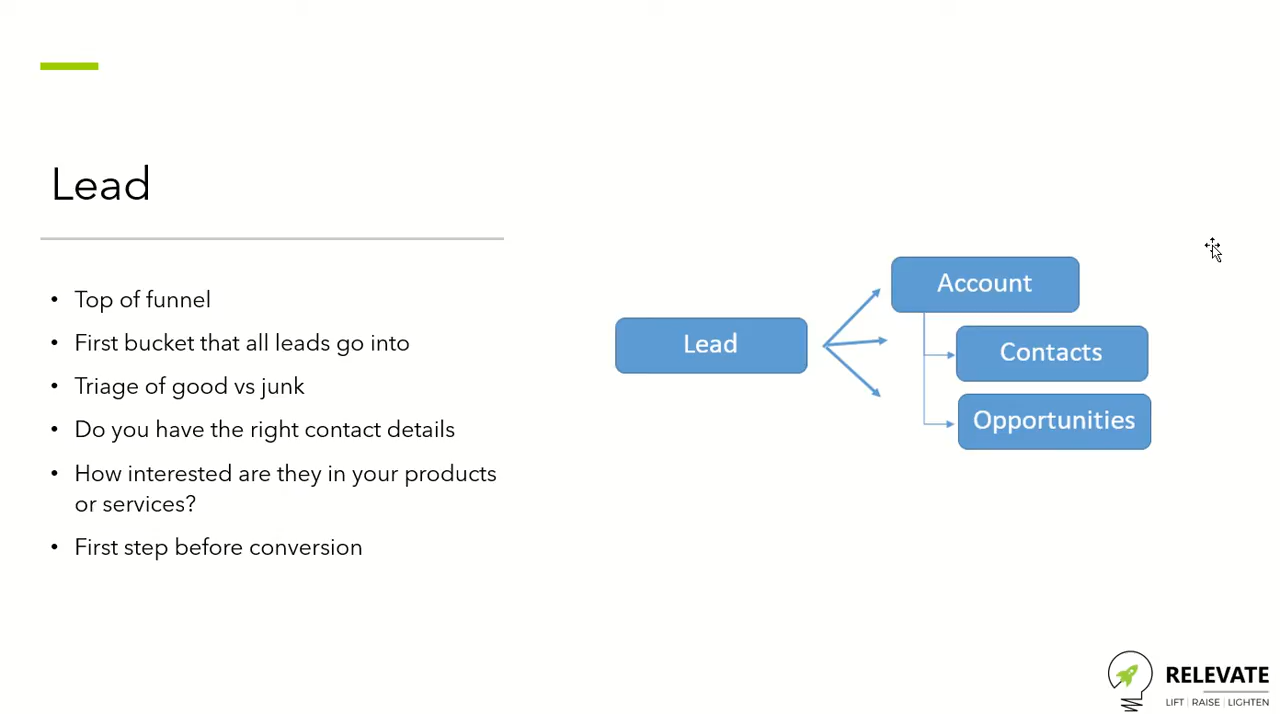 Lead
Top of funnel
First bucket that all leads go into
Triage of good vs junk
Do you have the right contact details
How interested are they in your products
or services?
First step before conversion
Lead
Account
Contacts
Opportunities
RELEVATE
LIFT | RAISE | LIGHTEN